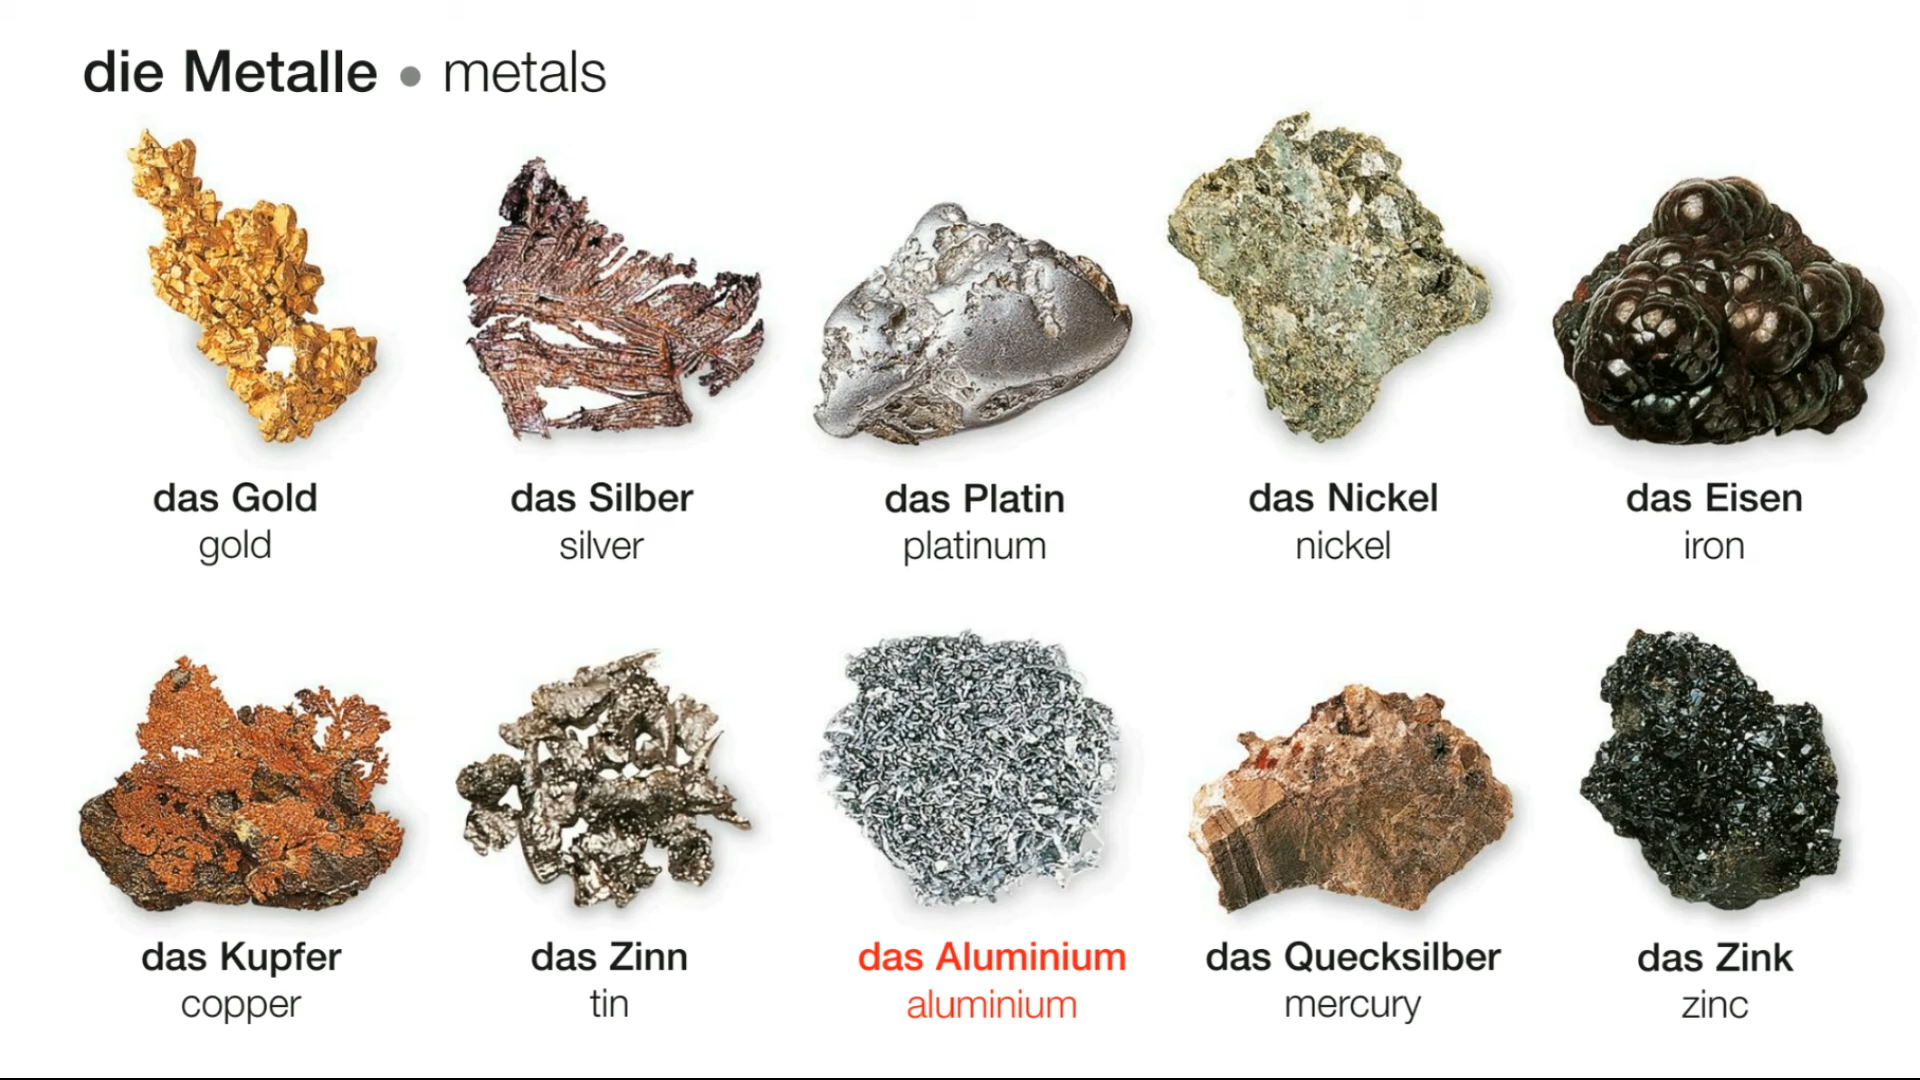 die Metalle • metals
das Gold
gold
das Silber
silver
das Platin
platinum
das Nickel
nickel
das Eisen
iron
das Kupfer
copper
das Zinn
tin
das Aluminium
aluminium
das Quecksilber
mercury
das Zink
zinc